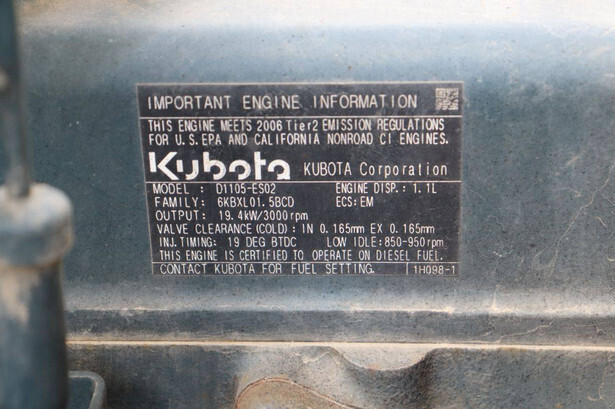 IMPORTANT ENGINE INFORMATION
THIS ENGINE MEETS 2006 Tier2 EMISSION REGULATIONS
FOR U.S. EPA AND CALIFORNIA NONROAD CI ENGINES.
Kubota KUBOTA Corporation
MODEL : D1105-ES02 ENGINE DISP.: 1.1L
FAMILY: 6KBXL01.5BCD ECS:EM
OUTPUT: 19.4kW/3000rpm
VALVE CLEARANCE(COLD): IN 0.165mm EX 0.165mm
INJ.TIMING: 19 DEG BTDC LOW IDLE:850-950rpm
THIS ENGINE IS CERTIFIED TO OPERATE ON DIESEL FUEL.
CONTACT KUBOTA FOR FUEL SETTING. 1H098-1